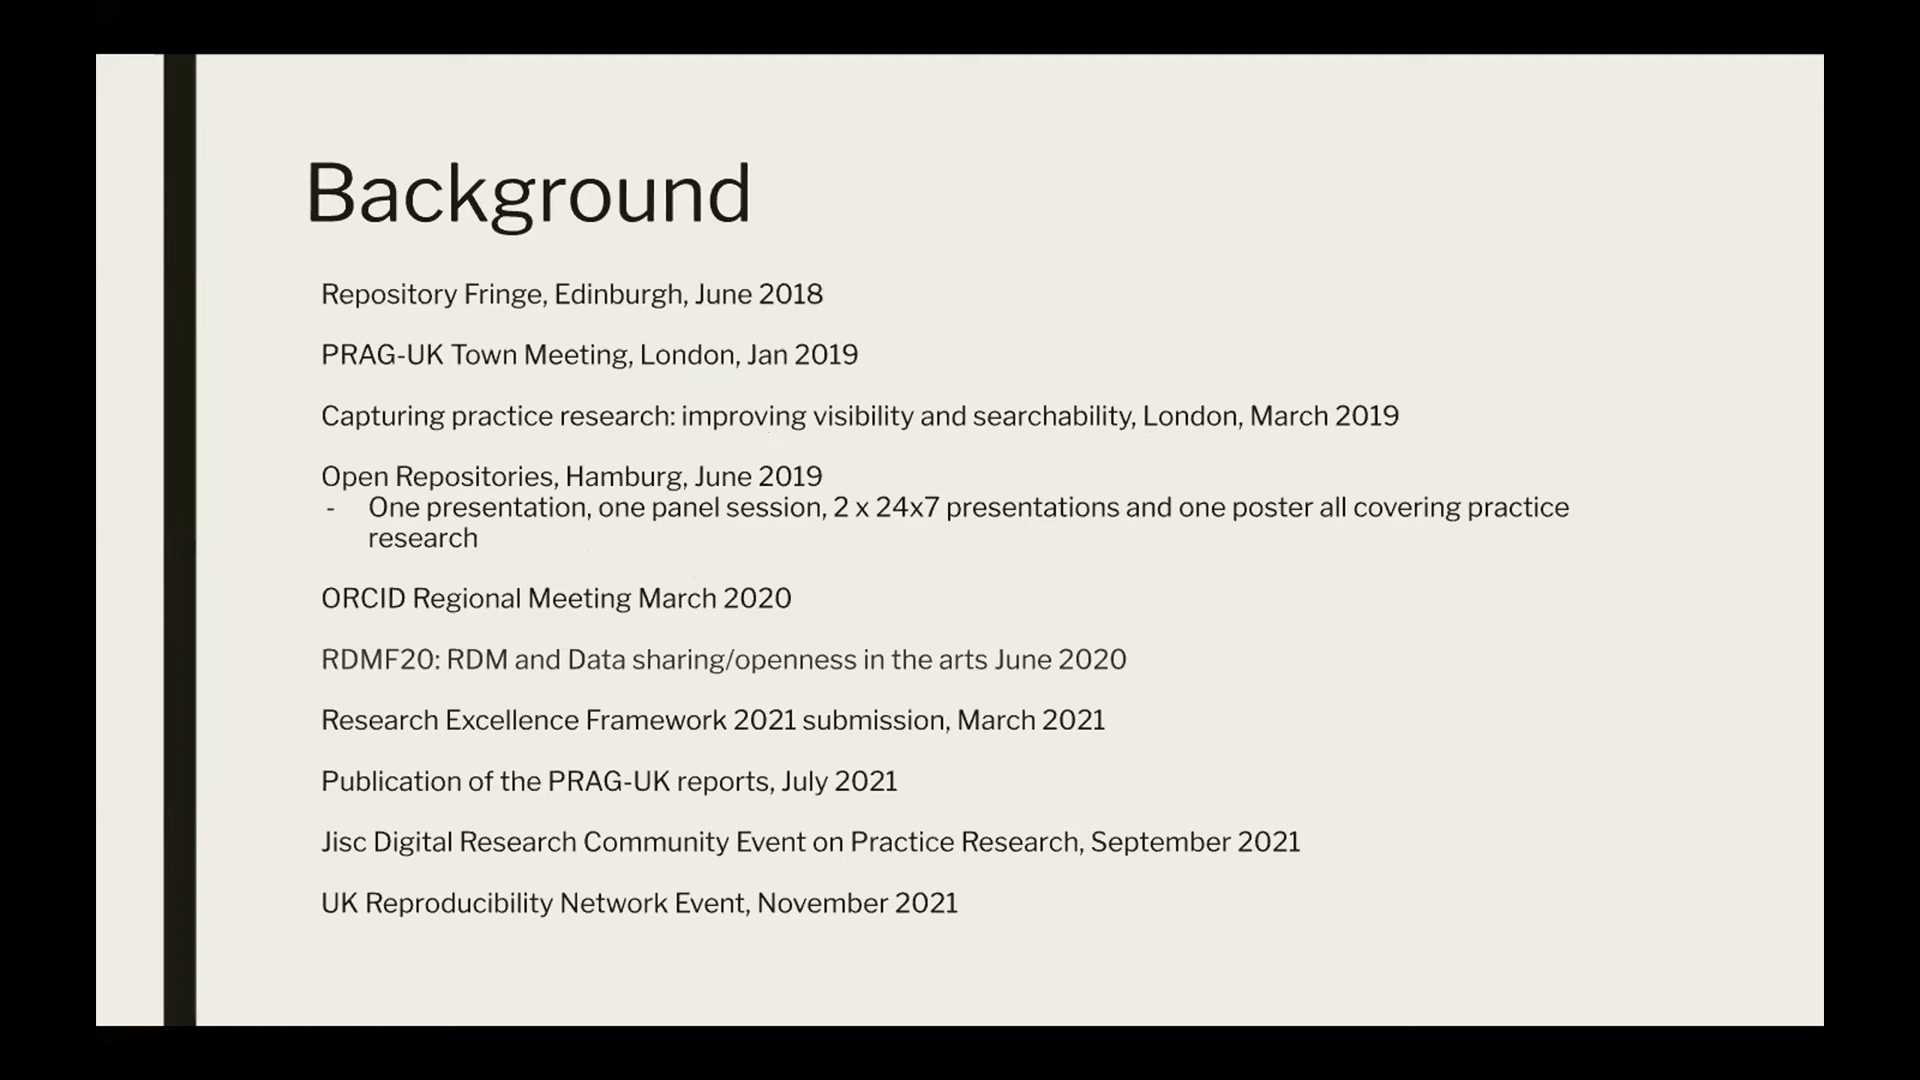 Background
Repository Fringe, Edinburgh, June 2018
PRAG-UK Town Meeting, London, Jan 2019
Capturing practice research: improving visibility and searchability, London, March 2019
Open Repositories, Hamburg, June 2019
- One presentation, one panel session, 2 x 24x7 presentations and one poster all covering practice
research
ORCID Regional Meeting March 2020
RDMF20: RDM and Data sharing/openness in the arts June 2020
Research Excellence Framework 2021 submission, March 2021
Publication of the PRAG-UK reports, July 2021
Jisc Digital Research Community Event on Practice Research, September 2021
UK Reproducibility Network Event, November 2021